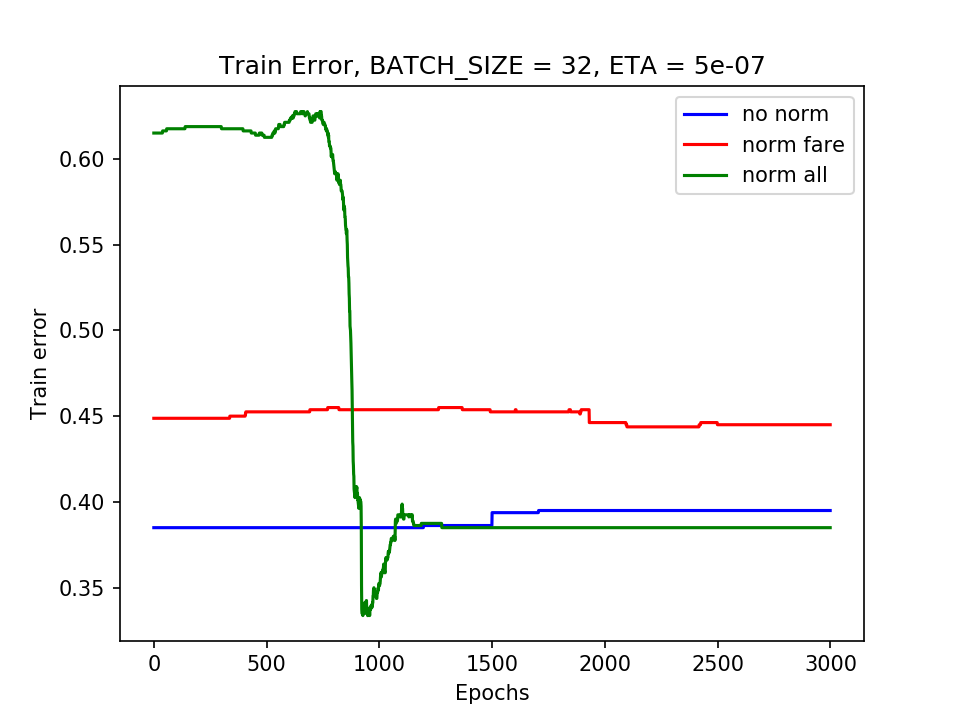 Train Error, BATCH_SIZE = 32, ETA = 5e-07
no norm
norm fare
norm all
Train error
0.60
0.55
0.50
0.45
0.40
0.35
0 500 1000 1500 2000 2500 3000
Epochs